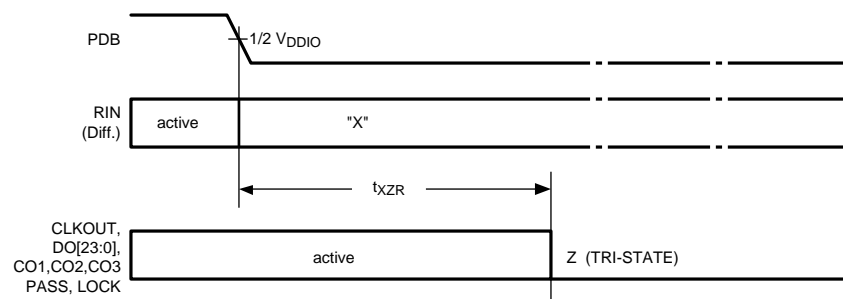 PDB
1/2 VDDIO
RIN
(Diff.)
active
"X"
tXZR
CLKOUT,
DO[23:0],
CO1,CO2,CO3
PASS, LOCK
active
Z (TRI-STATE)